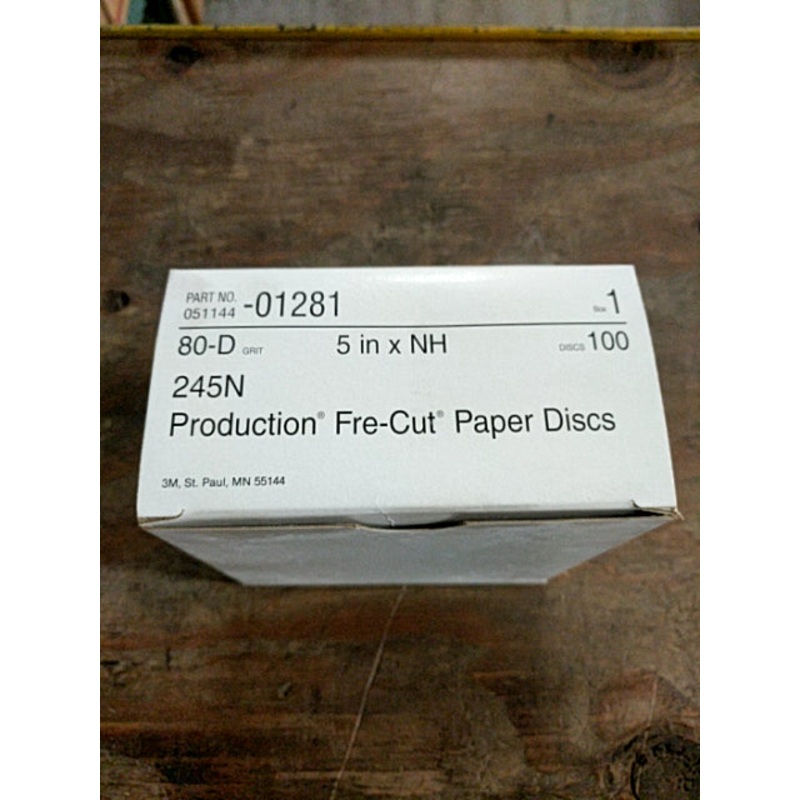 PART NO.
051144 -01281
1
80-D GRIT 5 in x NH DISCS 100
245N
Production® Fre-Cut® Paper Discs
3M, St. Paul, MN 55144